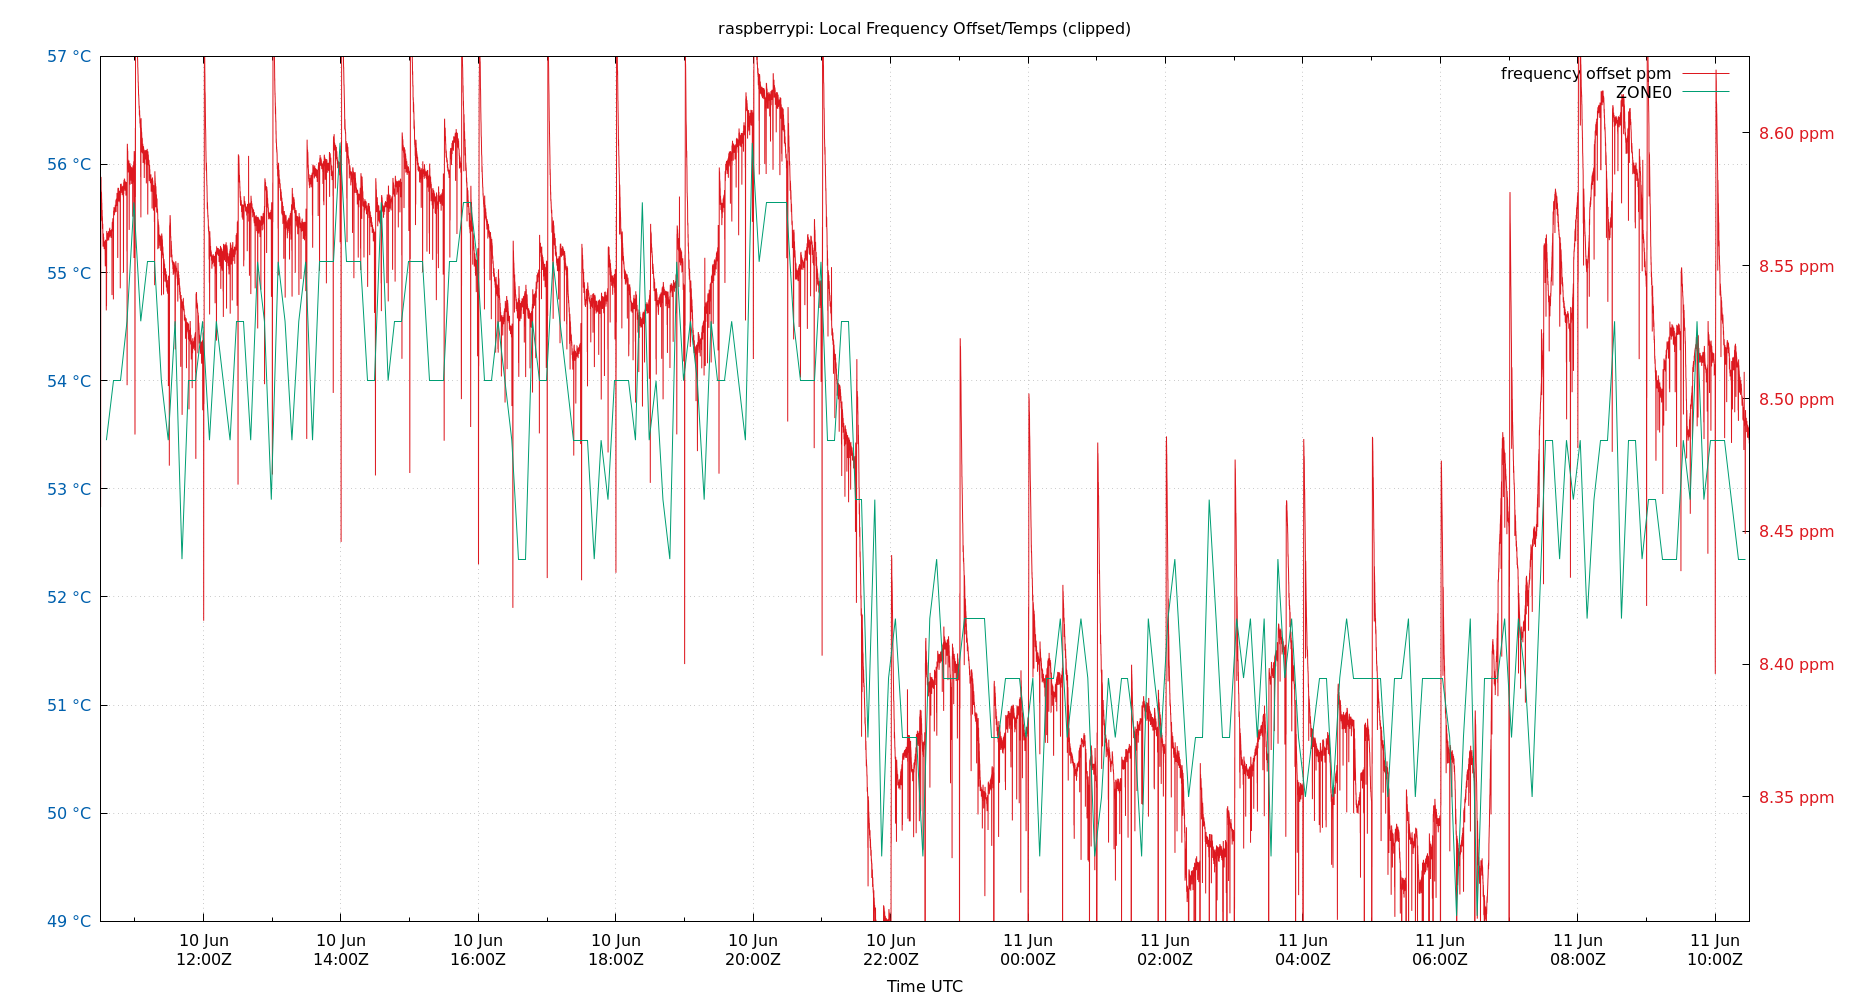 raspberrypi: Local Frequency Offset/Temps (clipped)
57 °C
56 °C
55 °C
54 °C
53 °C
52 °C
51 °C
50 °C
49 °C
frequency offset ppm
ZONE0
8.60 ppm
8.55 ppm
8.50 ppm
8.45 ppm
8.40 ppm
8.35 ppm
10 Jun 10 Jun 10 Jun 10 Jun 10 Jun 10 Jun 11 Jun 11 Jun 11 Jun 11 Jun 11 Jun 11 Jun
12:00Z 14:00Z 16:00Z 18:00Z 20:00Z 22:00Z 00:00Z 02:00Z 04:00Z 06:00Z 08:00Z 10:00Z
Time UTC